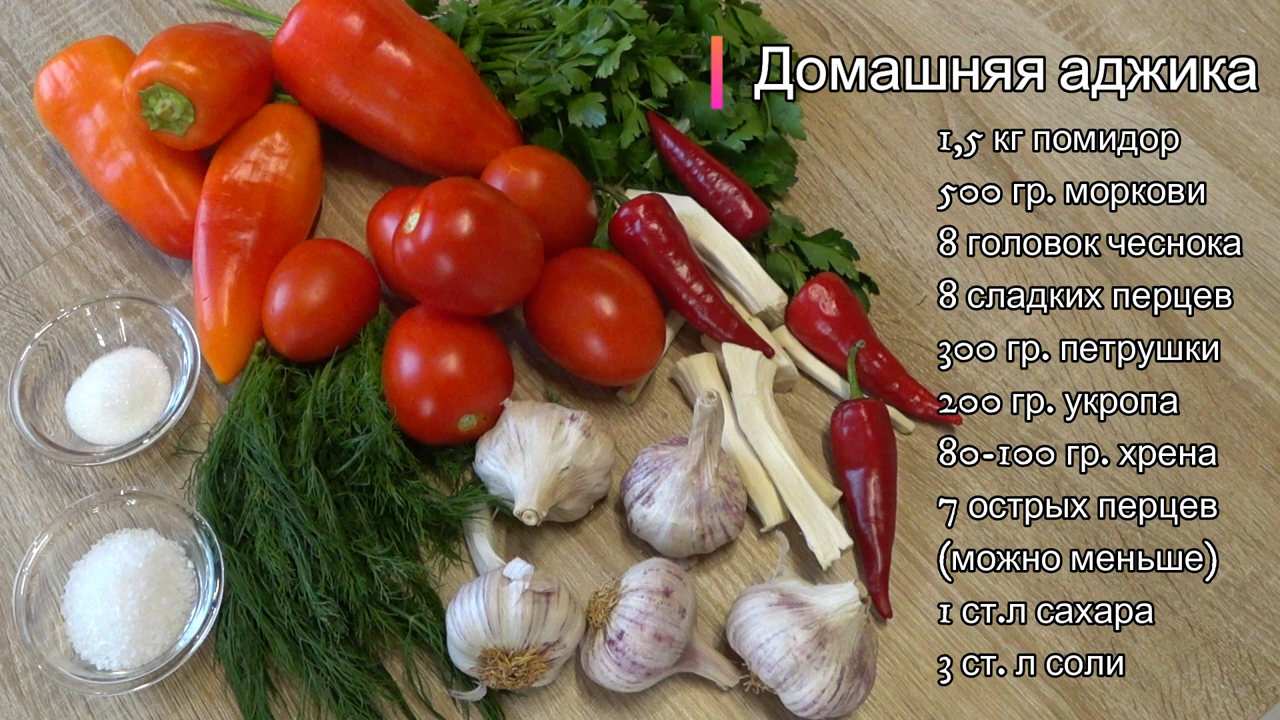 Домашняя аджика
1,5 кг помидор
500 гр. моркови
8 головок чеснока
8 сладких перцев
300 гр. петрушки
200 гр. укропа
80-100 гр. хрена
7 острых перцев
(можно меньше)
1 ст.л сахара
3 ст. л соли